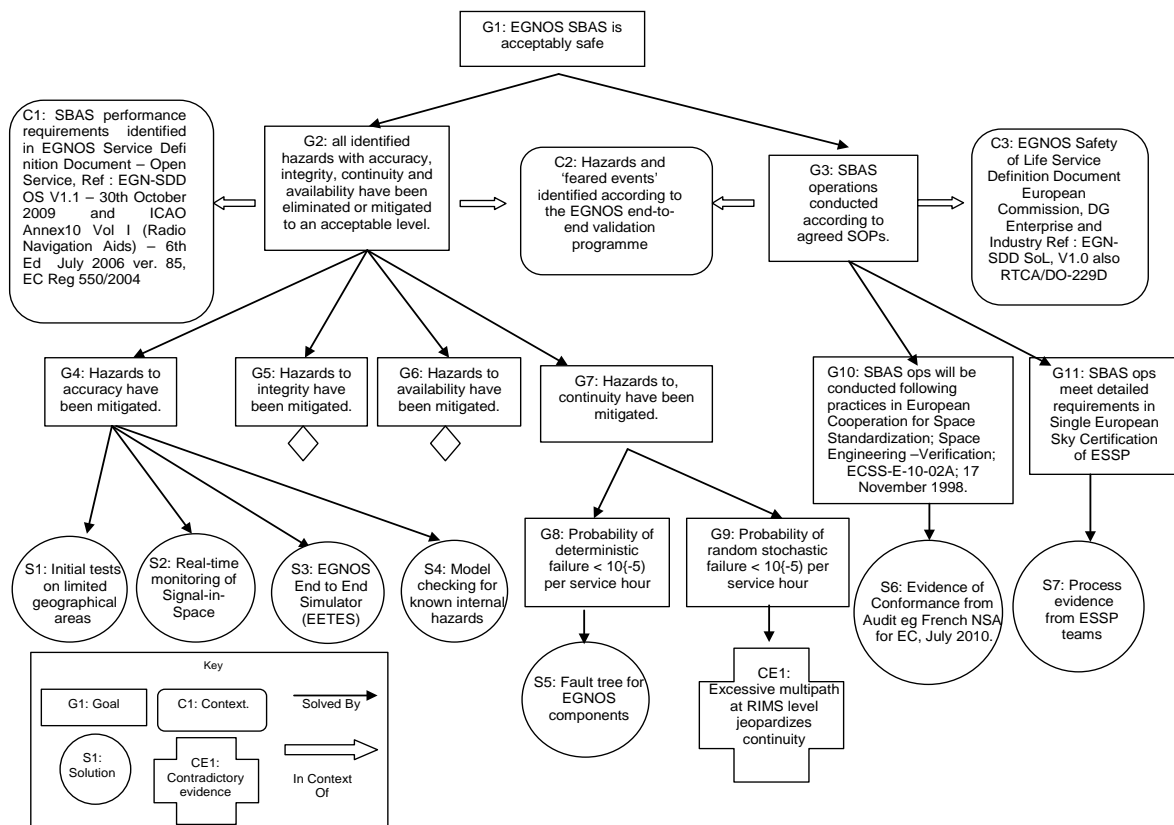 G1: EGNOS SBAS is
acceptably safe
C1: SBAS performance
requirements identified
in EGNOS Service Defi
nition Document – Open
Service, Ref : EGN-SDD
OS V1.1 – 30th October
2009 and ICAO
Annex10 Vol I (Radio
Navigation Aids) – 6th
Ed July 2006 ver. 85,
EC Reg 550/2004
G2: all identified
hazards with accuracy,
integrity, continuity and
availability have been
eliminated or mitigated
to an acceptable level.
C2: Hazards and
‘feared events’
identified according to
the EGNOS end-to-
end validation
programme
G3: SBAS
operations
conducted
according to
agreed SOPs.
C3: EGNOS Safety
of Life Service
Definition Document
European
Commission, DG
Enterprise and
Industry Ref : EGN-
SDD SoL, V1.0 also
RTCA/DO-229D
G4: Hazards to
accuracy have
been mitigated.
G5: Hazards to
integrity have
been mitigated.
G6: Hazards to
availability have
been mitigated.
G7: Hazards to,
continuity have been
mitigated.
G10: SBAS ops will be
conducted following
practices in European
Cooperation for Space
Standardization; Space
Engineering –Verification;
ECSS-E-10-02A; 17
November 1998.
G11: SBAS ops
meet detailed
requirements in
Single European
Sky Certification
of ESSP
S1: Initial tests
on limited
geographical
areas
S2: Real-time
monitoring of
Signal-in-
Space
S3: EGNOS
End to End
Simulator
(EETES)
S4: Model
checking for
known internal
hazards
G8: Probability of
deterministic
failure < 10{-5}
per service hour
G9: Probability of
random stochastic
failure < 10{-5} per
service hour
S6: Evidence of
Conformance from
Audit eg French NSA
for EC, July 2010.
S7: Process
evidence
from ESSP
teams
S5: Fault tree for
EGNOS
components
CE1:
Excessive multipath
at RIMS level
jeopardizes
continuity
Key
G1: Goal
C1: Context.
Solved By
S1:
Solution
CE1:
Contradictory
evidence
In Context
Of